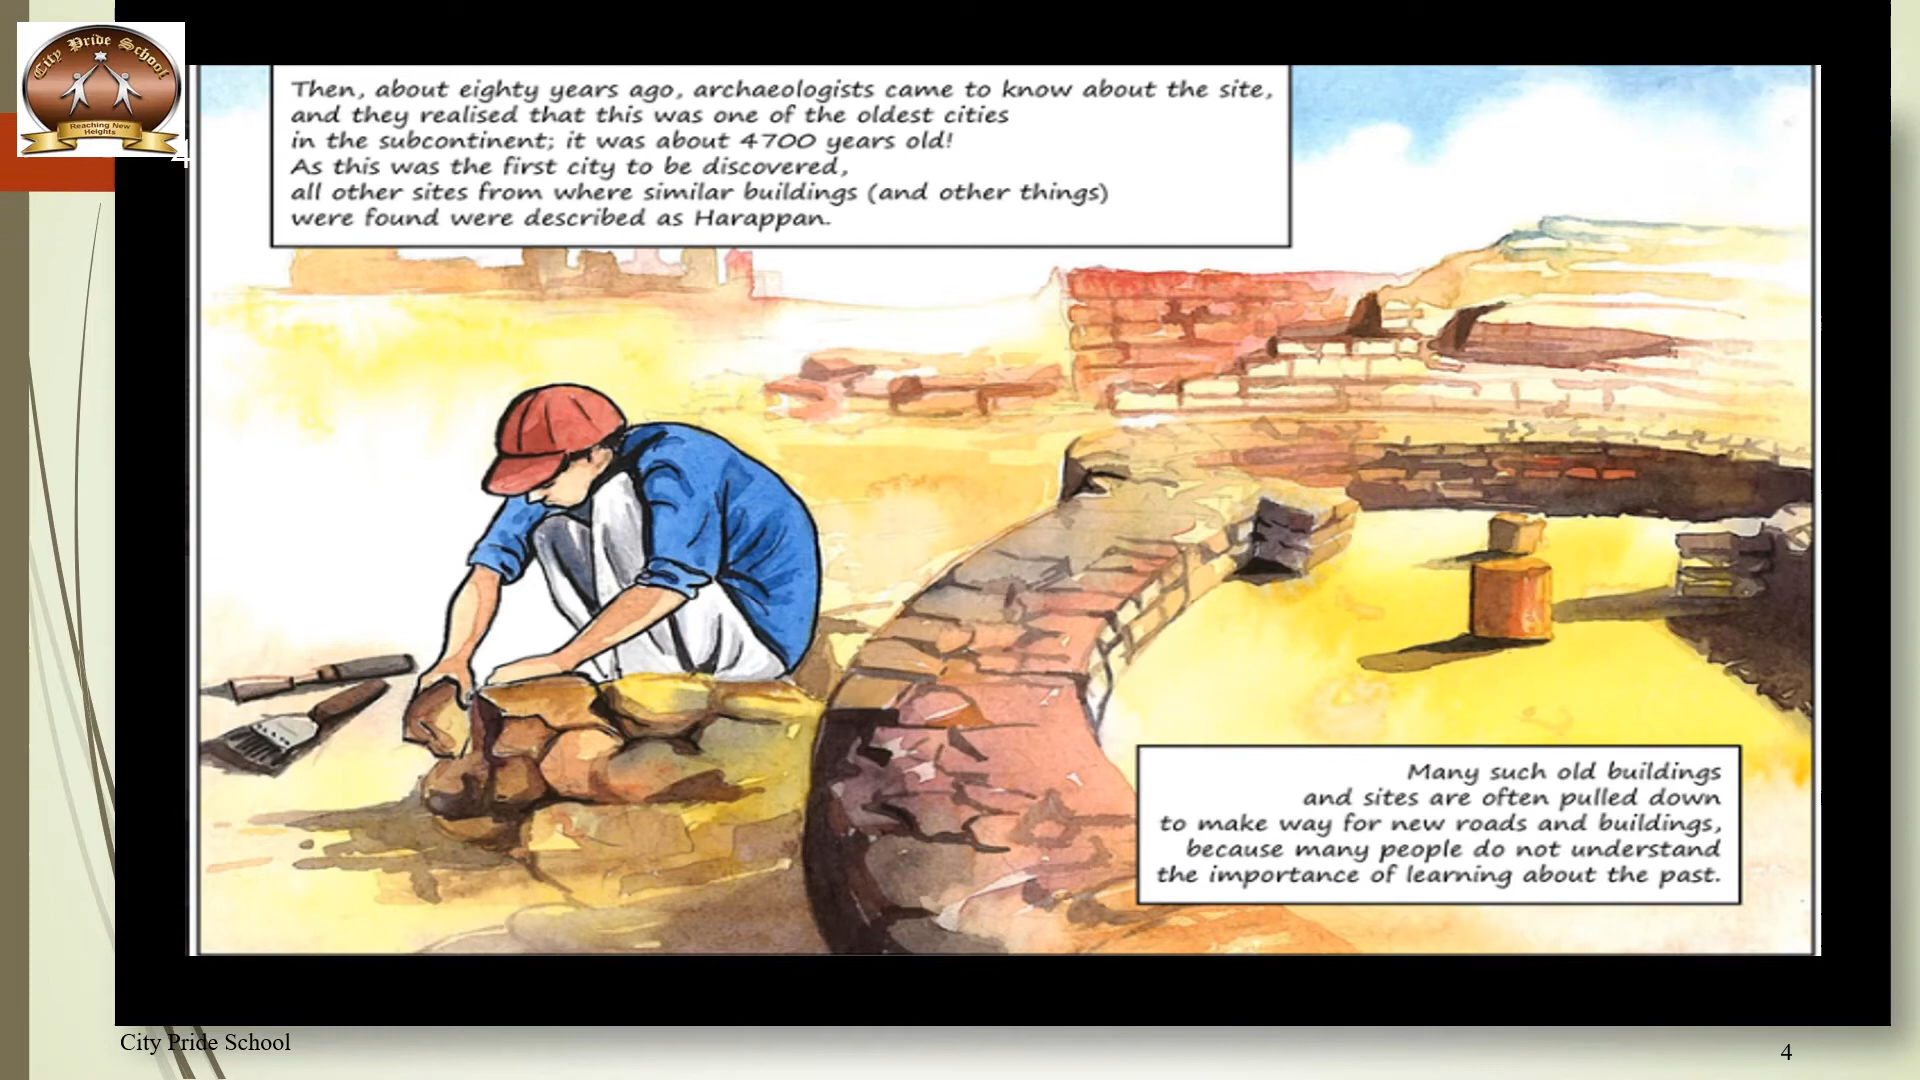 City Pride School
Reaching New
Heights
4
Then, about eighty years ago, archaeologists came to know about the site,
and they realised that this was one of the oldest cities
in the subcontinent; it was about 4700 years old!
As this was the first city to be discovered,
all other sites from where similar buildings (and other things)
were found were described as Harappan.
Many such old buildings
and sites are often pulled down
to make way for new roads and buildings,
because many people do not understand
the importance of learning about the past.
City Pride School
4